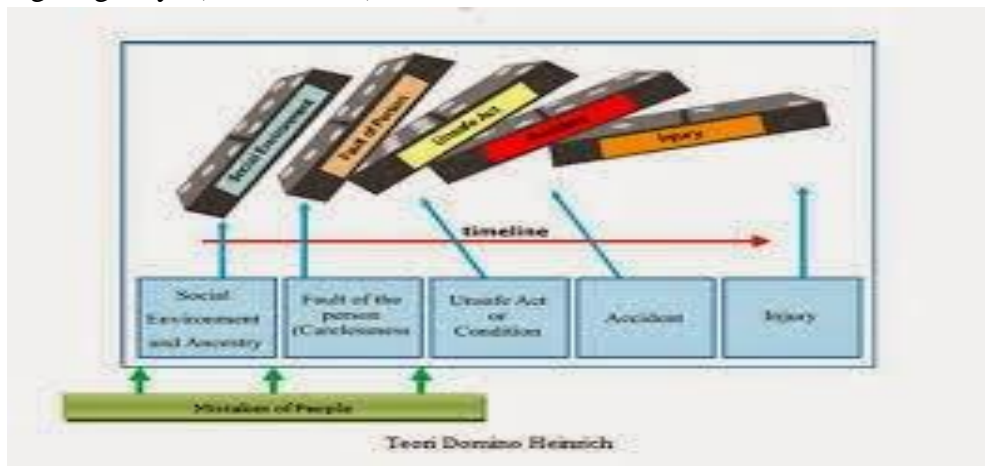 Social Environment
Fault of Person
Unsafe Act
Injury
timeline
Social
Environment
and Ancestry
Fault of the
person
(Carelessness
Unsafe Act
or
Condition
Accident
Injury
Mistakes of People
Teori Domino Heinrich